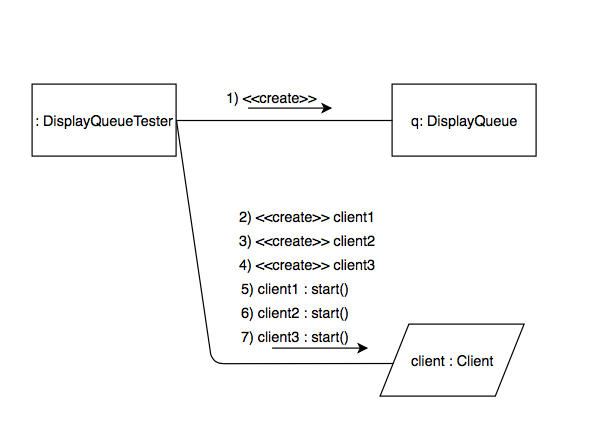 1) <<create>>
: DisplayQueueTester
q: DisplayQueue
2) <<create>> client1
3) <<create>> client2
4) <<create>> client3
5) client1 : start()
6) client2 : start()
7) client3 : start()
client : Client